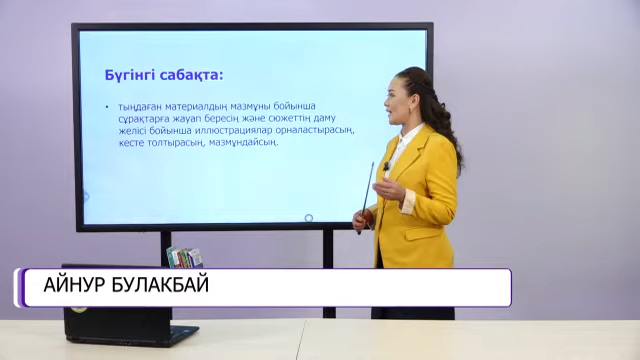 Бүгінгі сабақта:
• тыңдаған материалдың мазмұны бойынша
сұрақтарға жауап бересің және сюжеттің даму
желісі бойынша иллюстрациялар орналастырасың,
кесте толтырасың, мазмұндайсың.
АЙНУР БУЛАКБАЙ